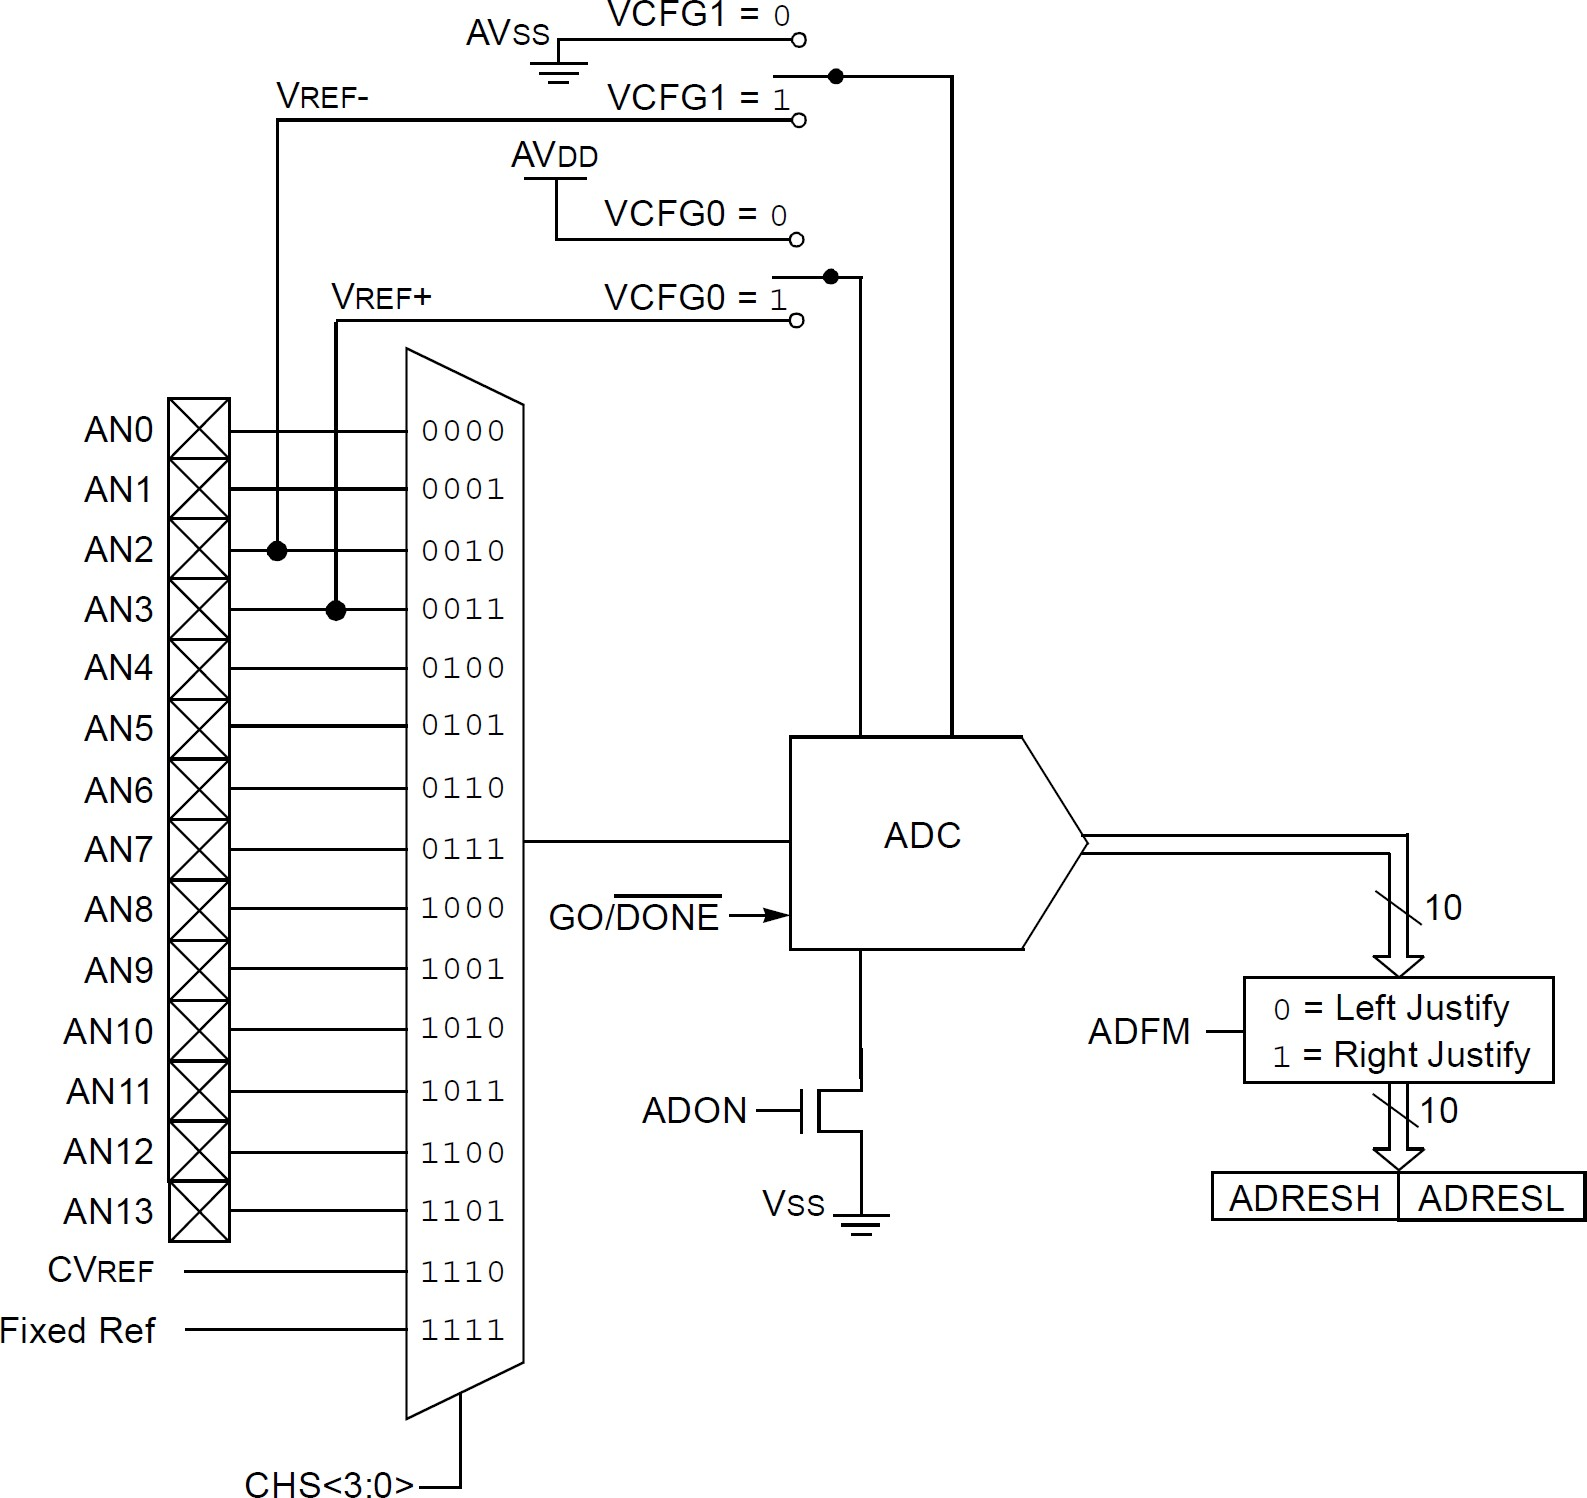 VCFG1 = 0
AVSS
VREF-
VCFG1 = 1
AVDD
VCFG0 = 0
VREF+
VCFG0 = 1
AN0 0000
AN1 0001
AN2 0010
AN3 0011
AN4 0100
AN5 0101
AN6 0110
AN7 0111
AN8 1000
AN9 1001
AN10 1010
AN11 1011
AN12 1100
AN13 1101
CVREF 1110
Fixed Ref 1111
CHS<3:0>
ADC
GO/DONE
ADON
VSS
10
ADFM
0 = Left Justify
1 = Right Justify
10
ADRESH ADRESL